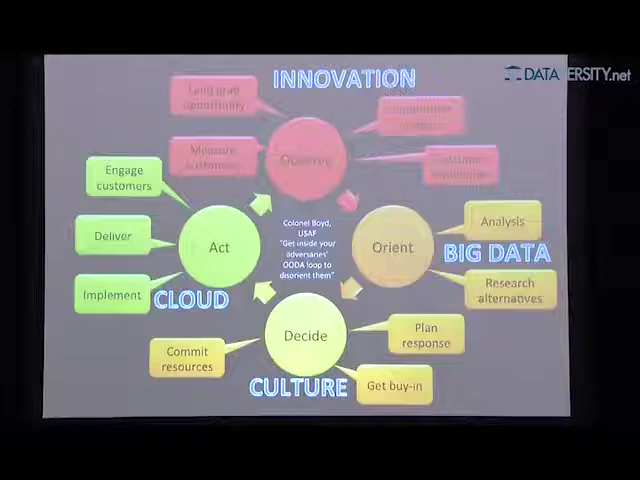 INNOVATION
DATAVERSITY.net
Land grab
opportunity
Measure
customers
Observe
Engage
customers
Deliver
Implement
Act
CLOUD
Colonel Boyd,
USAF
"Get inside your
adversaries'
OODA loop to
disorient them"
Orient
Analysis
BIG DATA
Research
alternatives
Decide
Plan
response
Commit
resources
CULTURE
Get buy-in